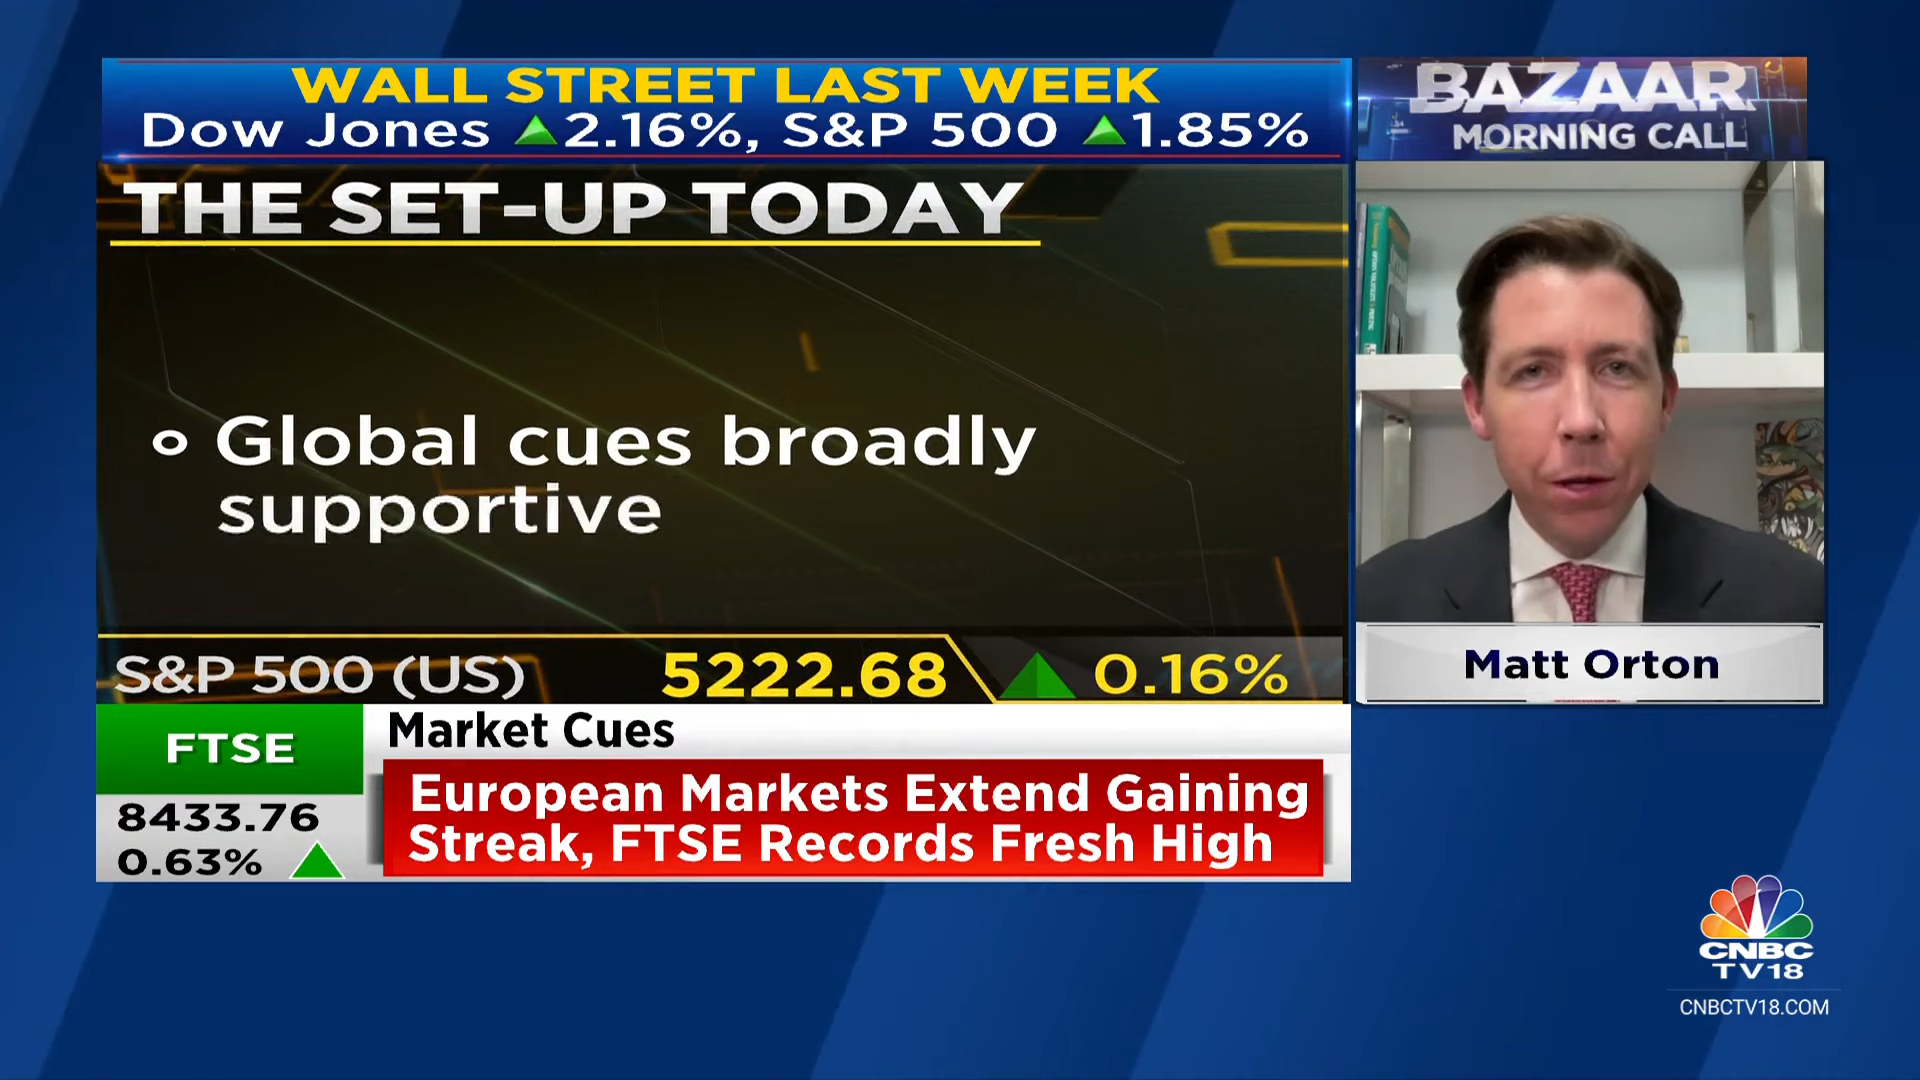 WALL STREET LAST WEEK
Dow Jones ▲2.16%, S&P 500 ▲1.85%
BAZAAR
MORNING CALL
THE SET-UP TODAY
o Global cues broadly
supportive
S&P 500 (US) 5222.68 ▲ 0.16%
Matt Orton
FTSE
8433.76
0.63% ▲
Market Cues
European Markets Extend Gaining
Streak, FTSE Records Fresh High
CNBC
TV18
CNBCTV18.COM